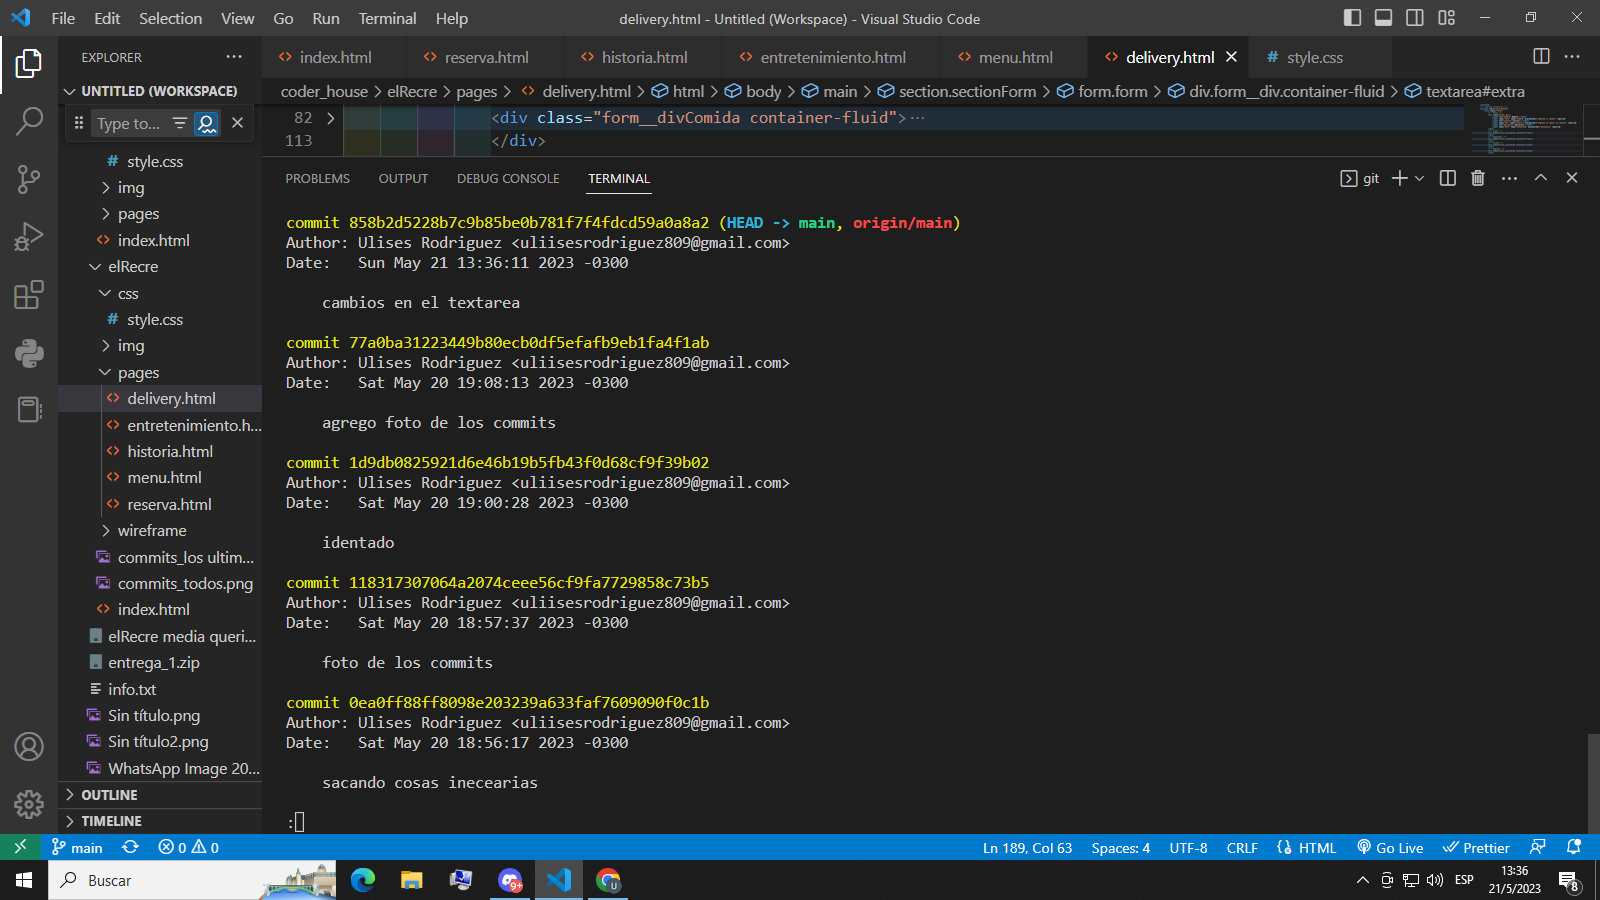 File Edit Selection View Go Run Terminal Help
delivery.html - Untitled (Workspace) - Visual Studio Code
EXPLORER
index.html
reserva.html
historia.html
entretenimiento.html
menu.html
delivery.html
style.css
UNTITLED (WORKSPACE)
coder_house > elRecre > pages > delivery.html > html > body > main > section.sectionForm > form.form > div.form__div.container-fluid > textarea#extra
Type to...
82 <div class="form__divComida container-fluid">…
113 </div>
style.css
img
pages
index.html
elRecre
css
style.css
img
pages
delivery.html
entretenimiento.h...
historia.html
menu.html
reserva.html
wireframe
commits_los ultim...
commits_todos.png
index.html
elRecre media queri...
entrega_1.zip
info.txt
Sin título.png
Sin título2.png
WhatsApp Image 20...
OUTLINE
TIMELINE
PROBLEMS OUTPUT DEBUG CONSOLE TERMINAL
git
commit 858b2d5228b7c9b85be0b781f7f4fdcd59a0a8a2 (HEAD -> main, origin/main)
Author: Ulises Rodriguez <uliisesrodriguez809@gmail.com>
Date:   Sun May 21 13:36:11 2023 -0300
cambios en el textarea
commit 77a0ba31223449b80ecb0df5efafb9eb1fa4f1ab
Author: Ulises Rodriguez <uliisesrodriguez809@gmail.com>
Date:   Sat May 20 19:08:13 2023 -0300
agrego foto de los commits
commit 1d9db0825921d6e46b19b5fb43f0d68cf9f39b02
Author: Ulises Rodriguez <uliisesrodriguez809@gmail.com>
Date:   Sat May 20 19:00:28 2023 -0300
identado
commit 118317307064a2074ceee56cf9fa7729858c73b5
Author: Ulises Rodriguez <uliisesrodriguez809@gmail.com>
Date:   Sat May 20 18:57:37 2023 -0300
foto de los commits
commit 0ea0ff88ff8098e203239a633faf7609090f0c1b
Author: Ulises Rodriguez <uliisesrodriguez809@gmail.com>
Date:   Sat May 20 18:56:17 2023 -0300
sacando cosas inecearias
:
main 0 0
Ln 189, Col 63 Spaces: 4 UTF-8 CRLF HTML Go Live Prettier
Buscar
9+
U
ESP
13:36
21/5/2023
8